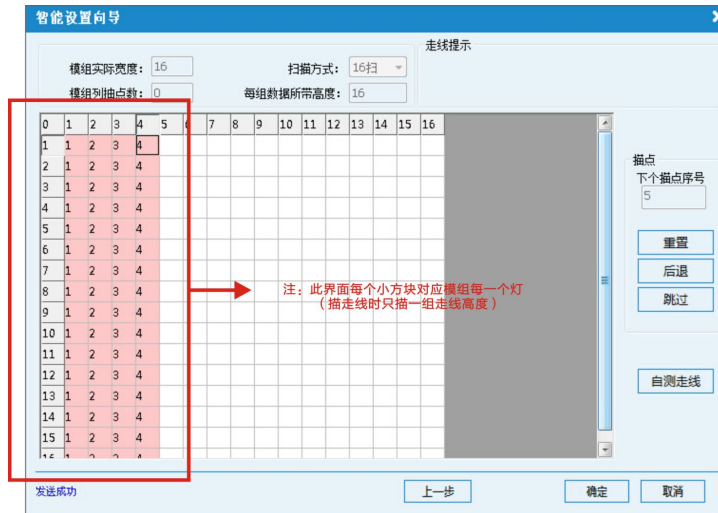 智能设置向导
走线提示
模组实际宽度： 16 扫描方式： 16扫
模组列抽点数： 0 每组数据所带高度： 16
0 1 2 3 4 5 6 7 8 9 10 11 12 13 14 15 16
1 1 2 3 4
2 1 2 3 4
3 1 2 3 4
4 1 2 3 4
5 1 2 3 4
6 1 2 3 4
7 1 2 3 4
8 1 2 3 4
9 1 2 3 4
10 1 2 3 4
11 1 2 3 4
12 1 2 3 4
13 1 2 3 4
14 1 2 3 4
15 1 2 3 4
16 1 2 3 4
注：此界面每个小方块对应模组每一个灯
（描走线时只描一组走线高度）
描点
下个描点序号
5
重置
后退
跳过
自测走线
发送成功
上一步 确定 取消